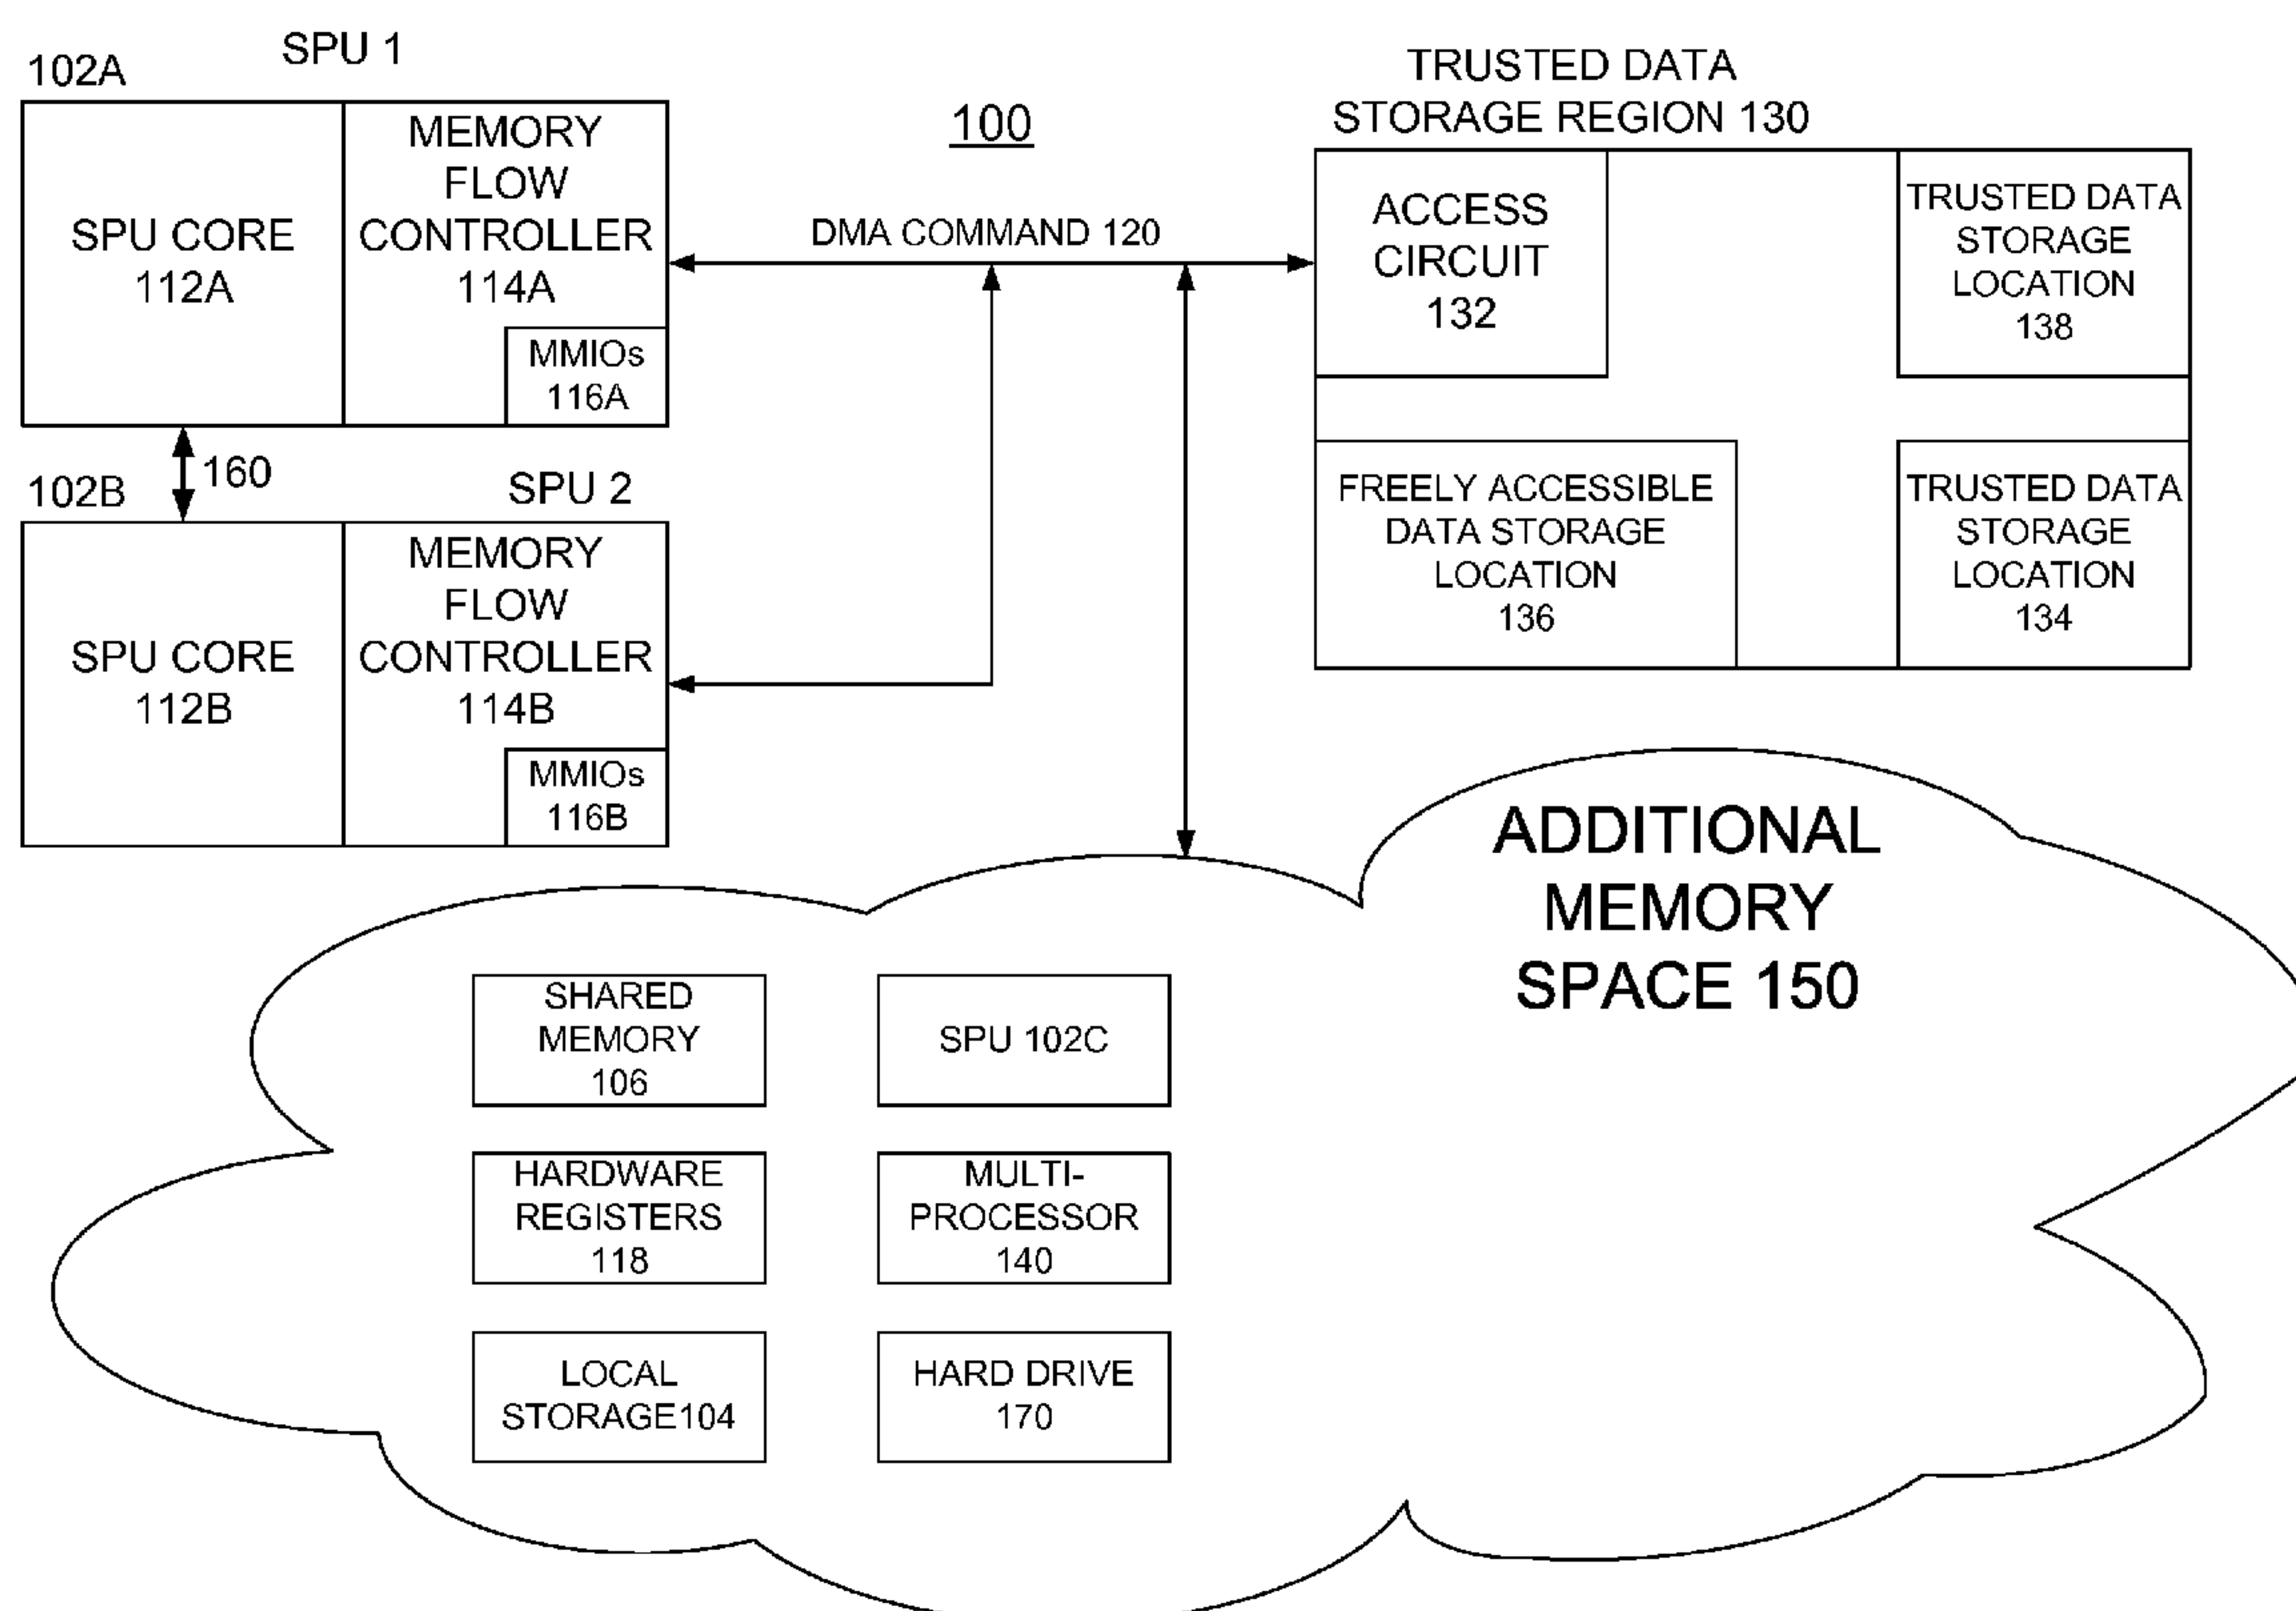 SPU 1
102A
SPU CORE
112A
MEMORY
FLOW
CONTROLLER
114A
MMIOs
116A
160
102B
SPU 2
SPU CORE
112B
MEMORY
FLOW
CONTROLLER
114B
MMIOs
116B
100
DMA COMMAND 120
TRUSTED DATA
STORAGE REGION 130
ACCESS
CIRCUIT
132
TRUSTED DATA
STORAGE
LOCATION
138
FREELY ACCESSIBLE
DATA STORAGE
LOCATION
136
TRUSTED DATA
STORAGE
LOCATION
134
ADDITIONAL
MEMORY
SPACE 150
SHARED
MEMORY
106
SPU 102C
HARDWARE
REGISTERS
118
MULTI-
PROCESSOR
140
LOCAL
STORAGE104
HARD DRIVE
170